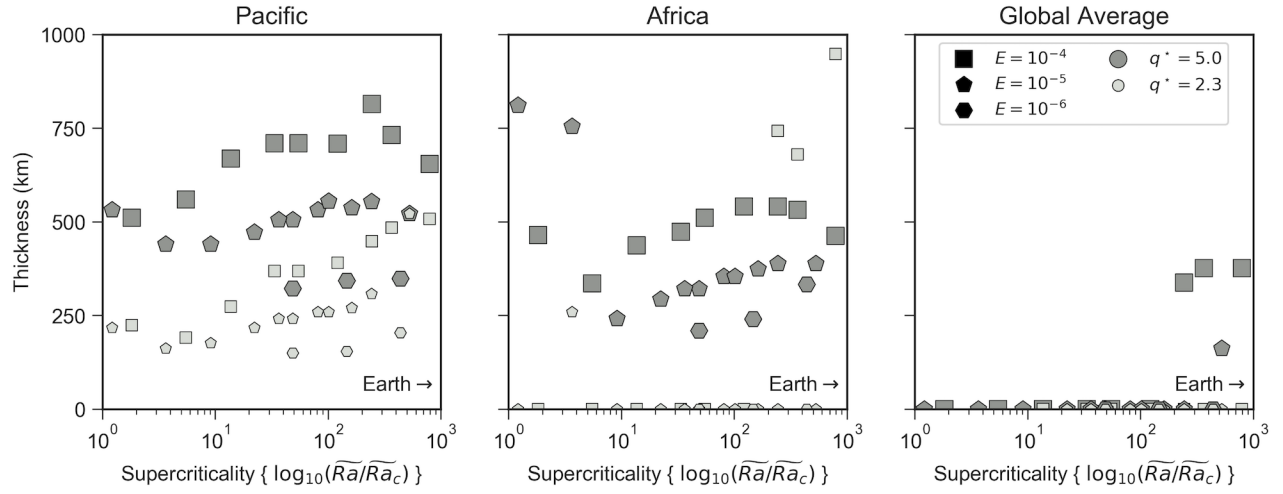 Pacific
Africa
Global Average
Thickness (km)
1000
750
500
250
0
10⁰
10¹
10²
10³
Earth →
Supercriticality { log₁₀(R̃a/R̃a_c) }
10⁰
10¹
10²
10³
Earth →
Supercriticality { log₁₀(R̃a/R̃a_c) }
E = 10⁻⁴
E = 10⁻⁵
E = 10⁻⁶
q* = 5.0
q* = 2.3
10⁰
10¹
10²
10³
Earth →
Supercriticality { log₁₀(R̃a/R̃a_c) }